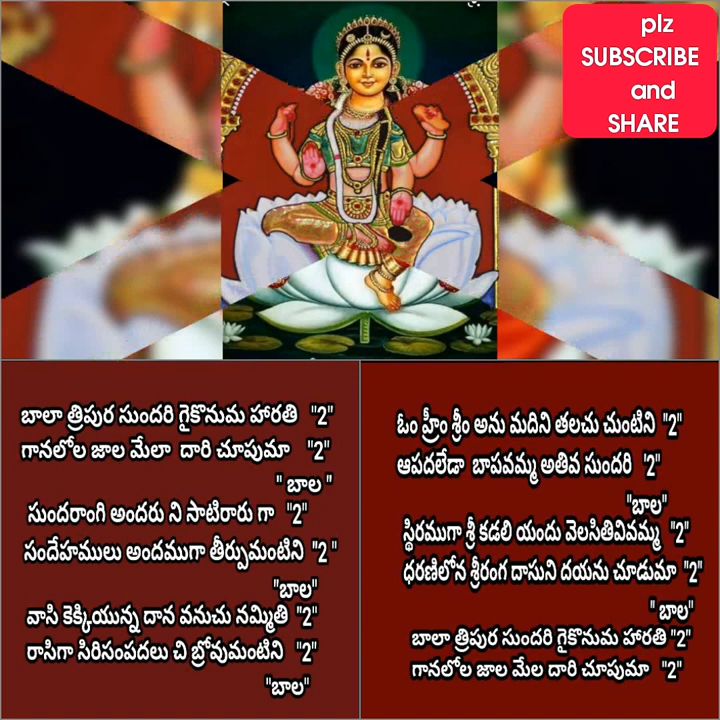 plz
SUBSCRIBE
and
SHARE
బాలా త్రిపుర సుందరి గైకొనుమ హారతి "2"
గానలోల జాల మేలా దారి చూపుమా "2"
" బాల "
సుందరాంగి అందరు ని సాటిరారు గా "2"
సందేహములు అందముగా తీర్పుమంటిని "2 "
"బాల"
వాసి కెక్కియున్న దాన వనుచు నమ్మితి "2"
రాసిగా సిరిసంపదలు చి బ్రోవుమంటిని "2"
"బాల"
ఓం హ్రీం శ్రీం అను మదిని తలచు చుంటిని "2"
ఆపదలేడా బాపవమ్మ అతివ సుందరి "2"
"బాల"
స్థిరముగా శ్రీ కడలి యందు వెలసితివివమ్మ "2"
ధరణిలోన శ్రీరంగ దాసుని దయను చూడుమా "2"
" బాల"
బాలా త్రిపుర సుందరి గైకొనుమ హారతి "2"
గానలోల జాల మేల దారి చూపుమా "2"